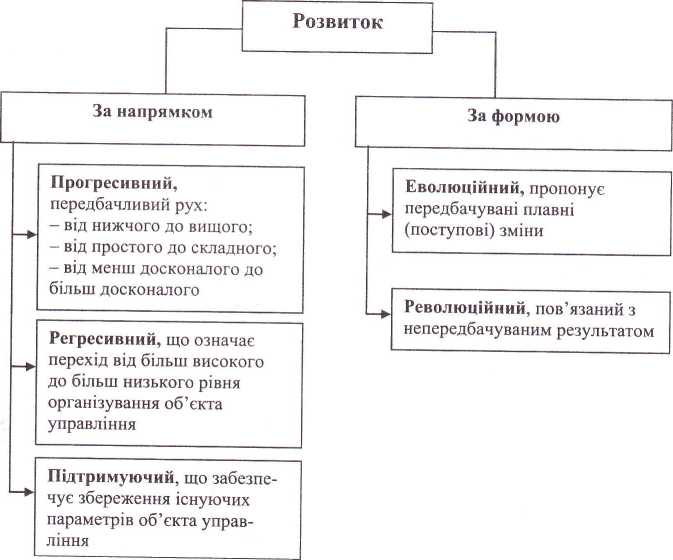 Розвиток
За напрямком
Прогресивний,
передбачливий рух:
– від нижчого до вищого;
– від простого до складного;
– від менш досконалого до
більш досконалого
Регресивний, що означає
перехід від більш високого
до більш низького рівня
організування об’єкта
управління
Підтримуючий, що забезпе-
чує збереження існуючих
параметрів об’єкта управ-
ління
За формою
Еволюційний, пропонує
передбачувані плавні
(поступові) зміни
Революційний, пов’язаний з
непередбачуваним результатом